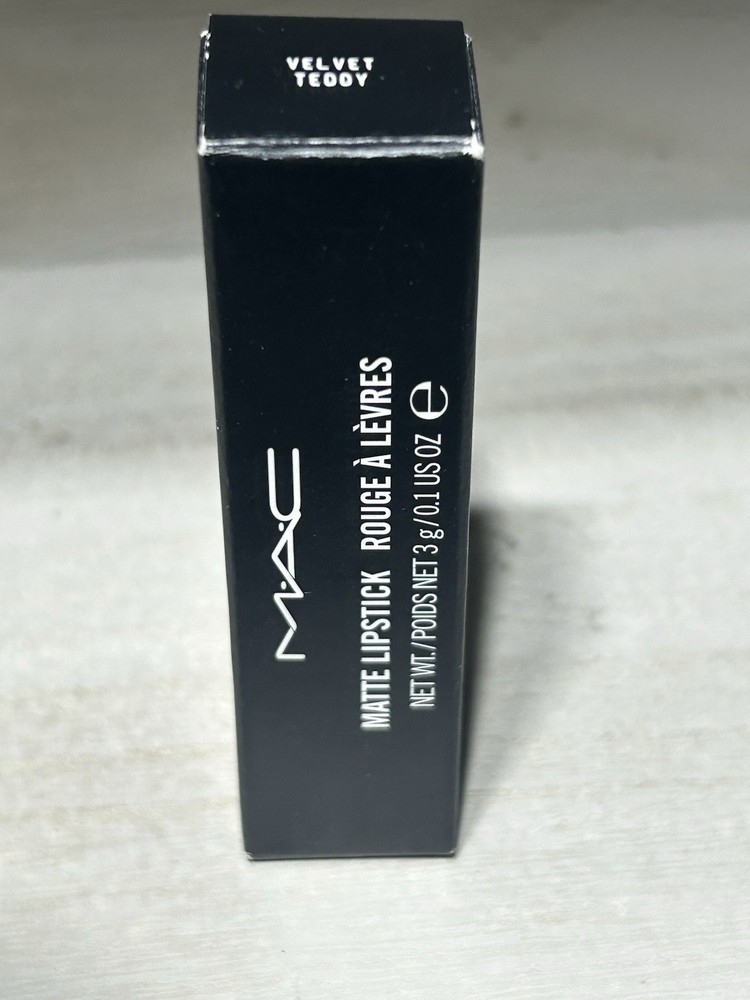 VELVET
TEDDY
MAC
MATTE LIPSTICK ROUGE À LÈVRES
NET WT./POIDS NET 3 g/0.1 US OZ e